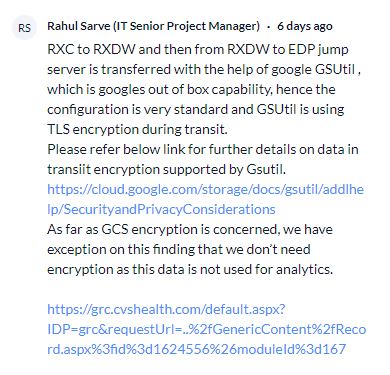 RS
Rahul Sarve (IT Senior Project Manager) · 6 days ago
RXC to RXDW and then from RXDW to EDP jump
server is transferred with the help of google GSUtil ,
which is googles out of box capability, hence the
configuration is very standard and GSUtil is using
TLS encryption during transit.
Please refer below link for further details on data in
transiit encryption supported by Gsutil.
https://cloud.google.com/storage/docs/gsutil/addlhe
lp/SecurityandPrivacyConsiderations
As far as GCS encryption is concerned, we have
exception on this finding that we don't need
encryption as this data is not used for analytics.
https://grc.cvshealth.com/default.aspx?
IDP=grc&requestUrl=..%2fGenericContent%2fReco
rd.aspx%3fid%3d1624556%26moduleId%3d167